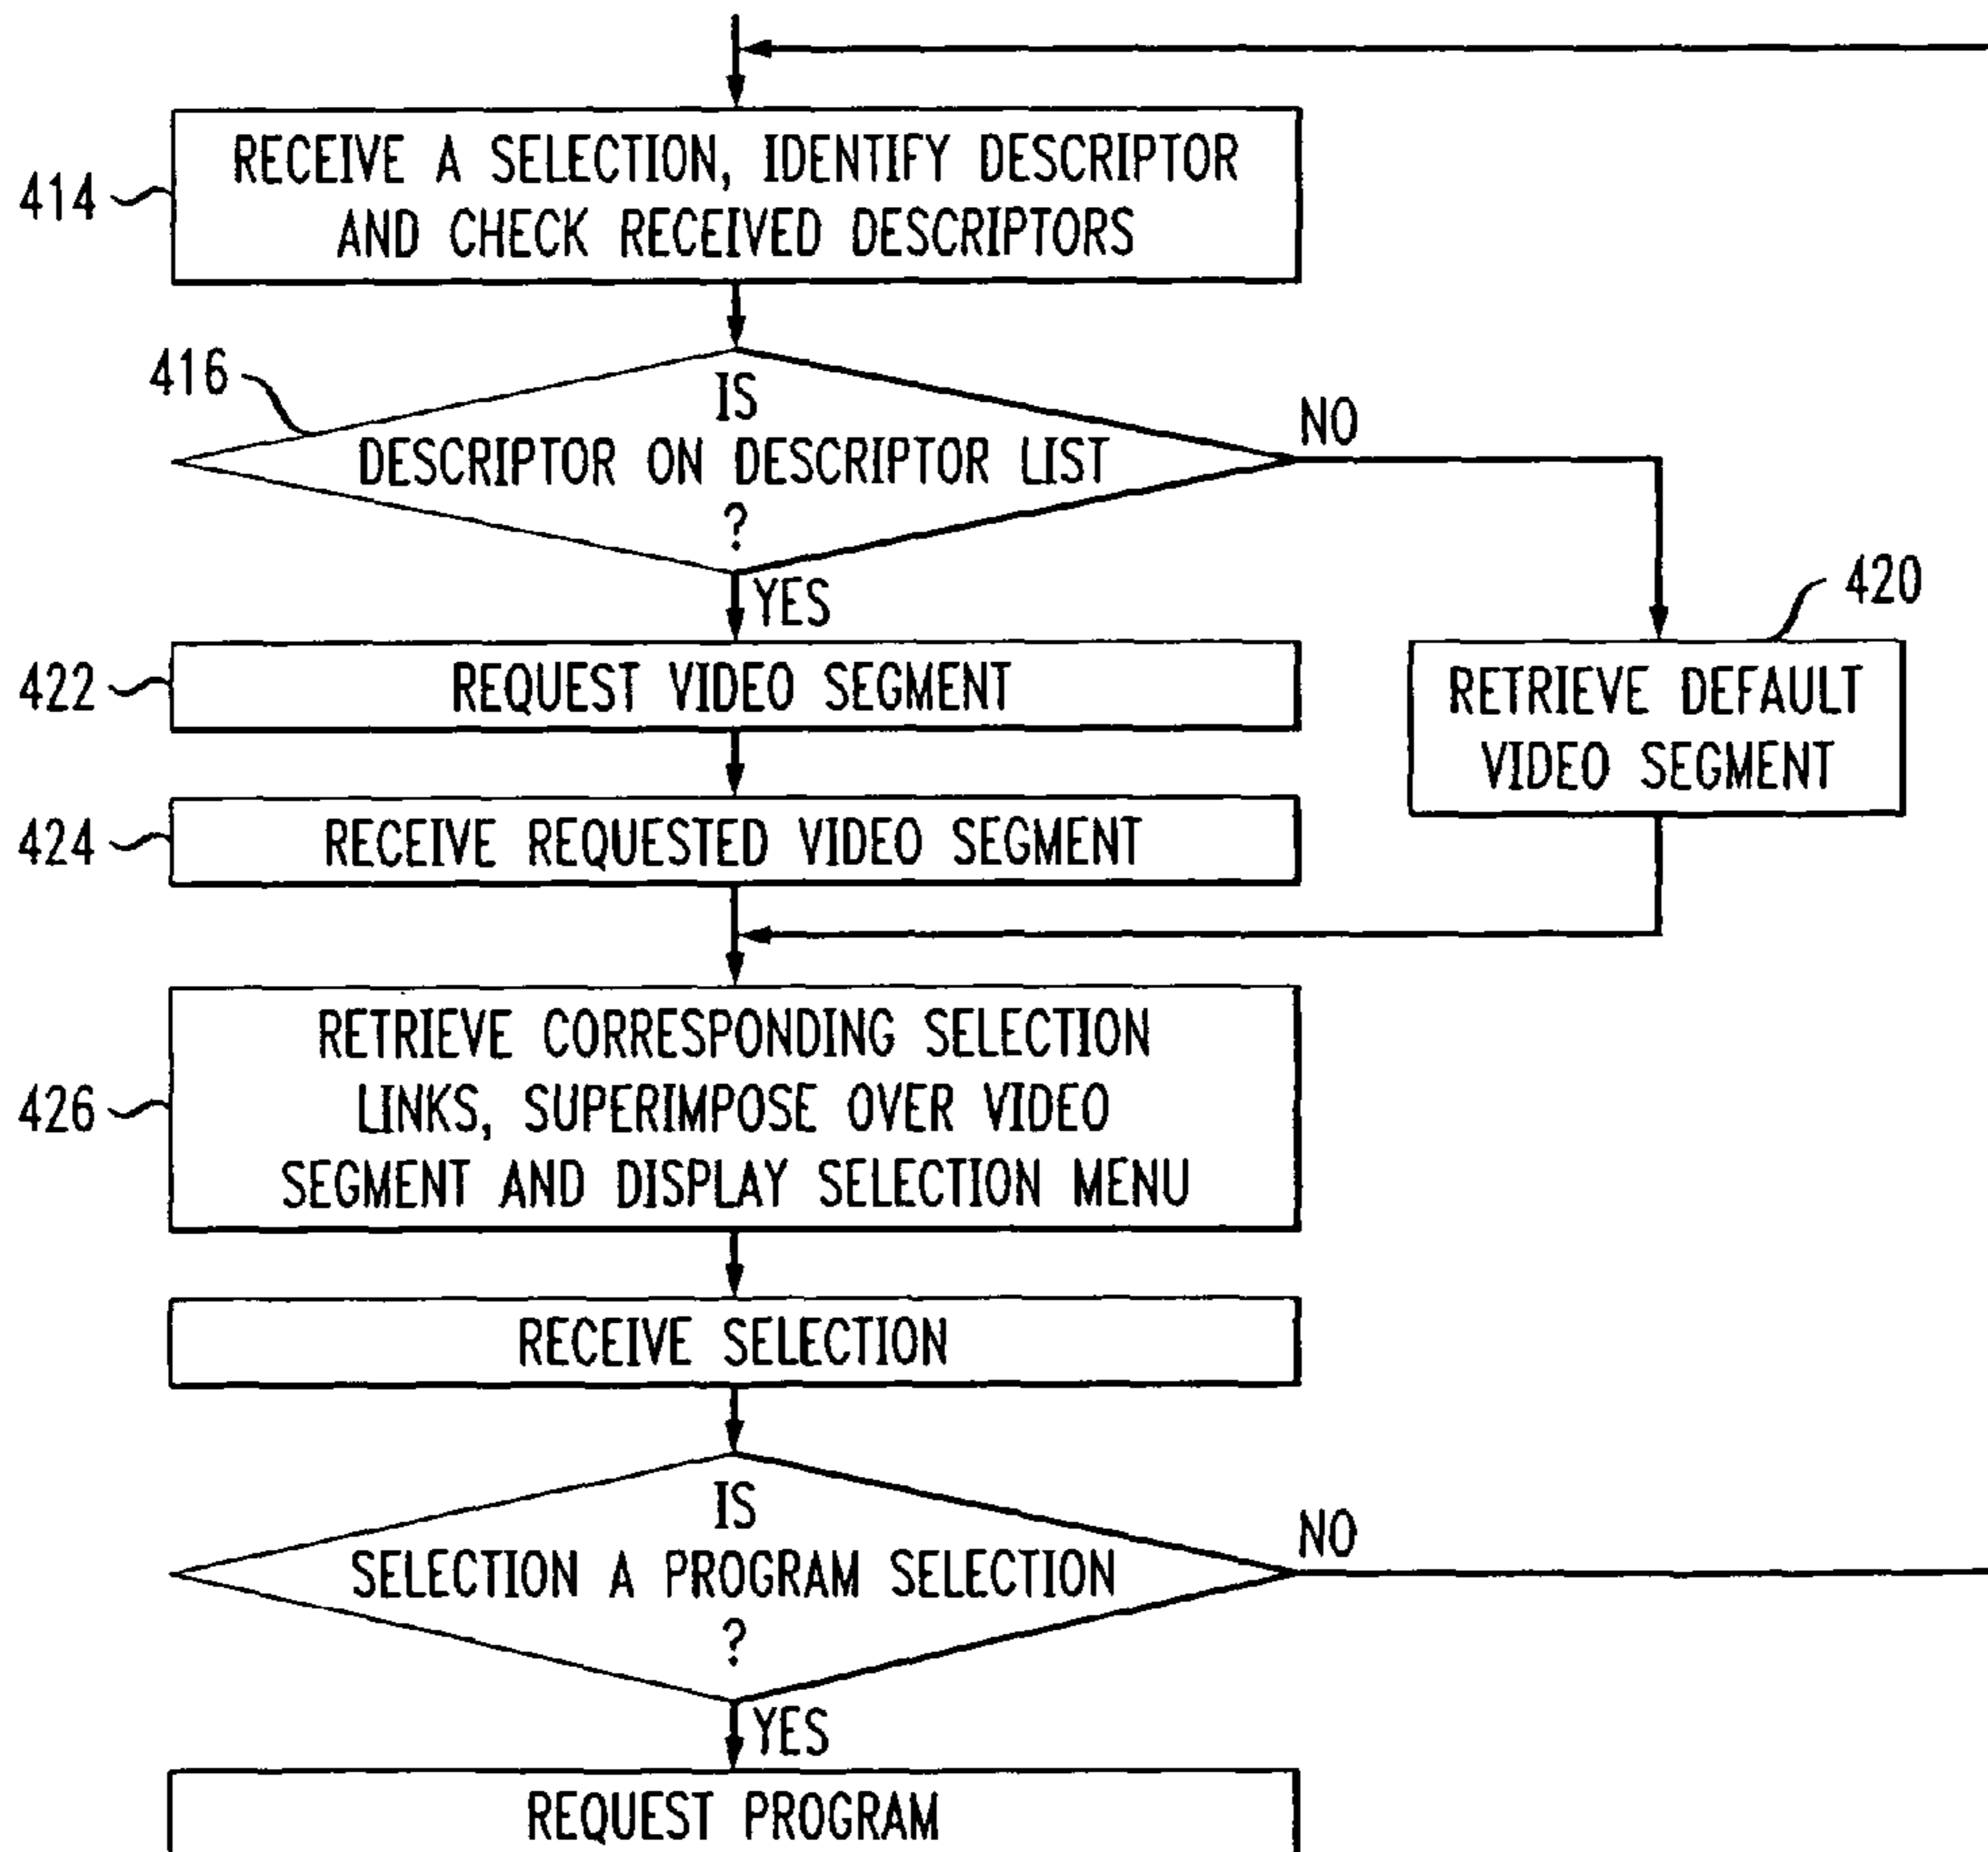 414
RECEIVE A SELECTION, IDENTIFY DESCRIPTOR
AND CHECK RECEIVED DESCRIPTORS
416
IS
DESCRIPTOR ON DESCRIPTOR LIST
?
NO
YES
420
422
REQUEST VIDEO SEGMENT
RETRIEVE DEFAULT
VIDEO SEGMENT
424
RECEIVE REQUESTED VIDEO SEGMENT
426
RETRIEVE CORRESPONDING SELECTION
LINKS, SUPERIMPOSE OVER VIDEO
SEGMENT AND DISPLAY SELECTION MENU
RECEIVE SELECTION
IS
SELECTION A PROGRAM SELECTION
?
NO
YES
REQUEST PROGRAM